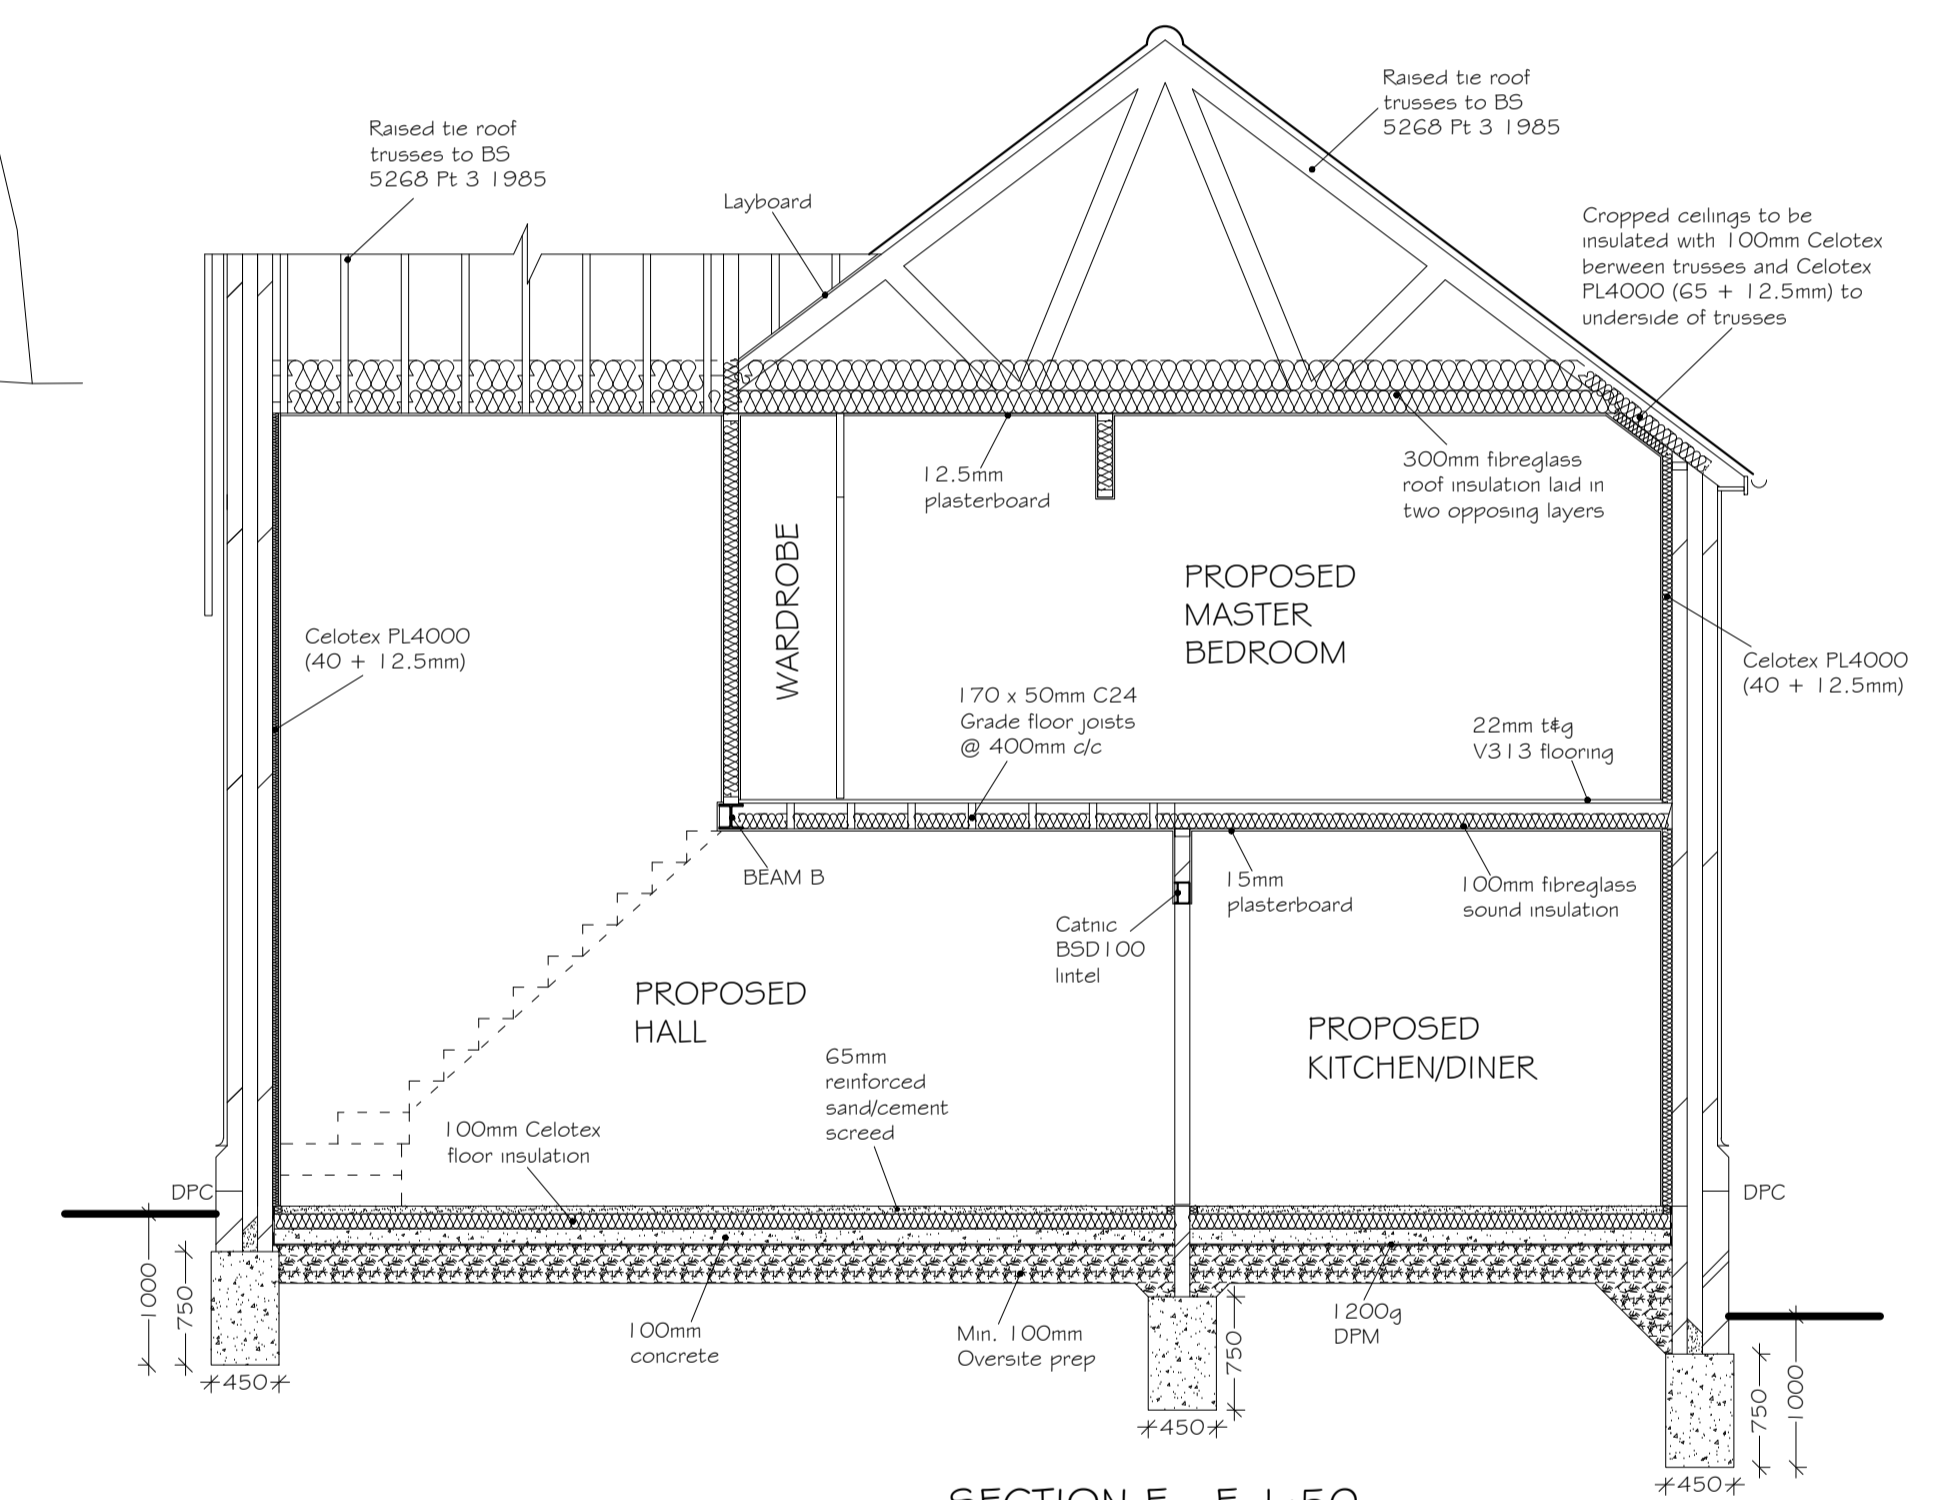 Raised tie roof
trusses to BS
5268 Pt 3 1985
Raised tie roof
trusses to BS
5268 Pt 3 1985
Layboard
Cropped ceilings to be
insulated with 100mm Celotex
berween trusses and Celotex
PL4000 (65 + 12.5mm) to
underside of trusses
12.5mm
plasterboard
300mm fibreglass
roof insulation laid in
two opposing layers
WARDROBE
PROPOSED
MASTER
BEDROOM
Celotex PL4000
(40 + 12.5mm)
Celotex PL4000
(40 + 12.5mm)
170 x 50mm C24
Grade floor joists
@ 400mm c/c
22mm t&g
V313 flooring
BEAM B
15mm
plasterboard
100mm fibreglass
sound insulation
Catnic
BSD100
lintel
PROPOSED
HALL
PROPOSED
KITCHEN/DINER
65mm
reinforced
sand/cement
screed
100mm Celotex
floor insulation
DPC
DPC
1000
750
450
100mm
concrete
Min. 100mm
Oversite prep
1200g
DPM
750
450
750
1000
450